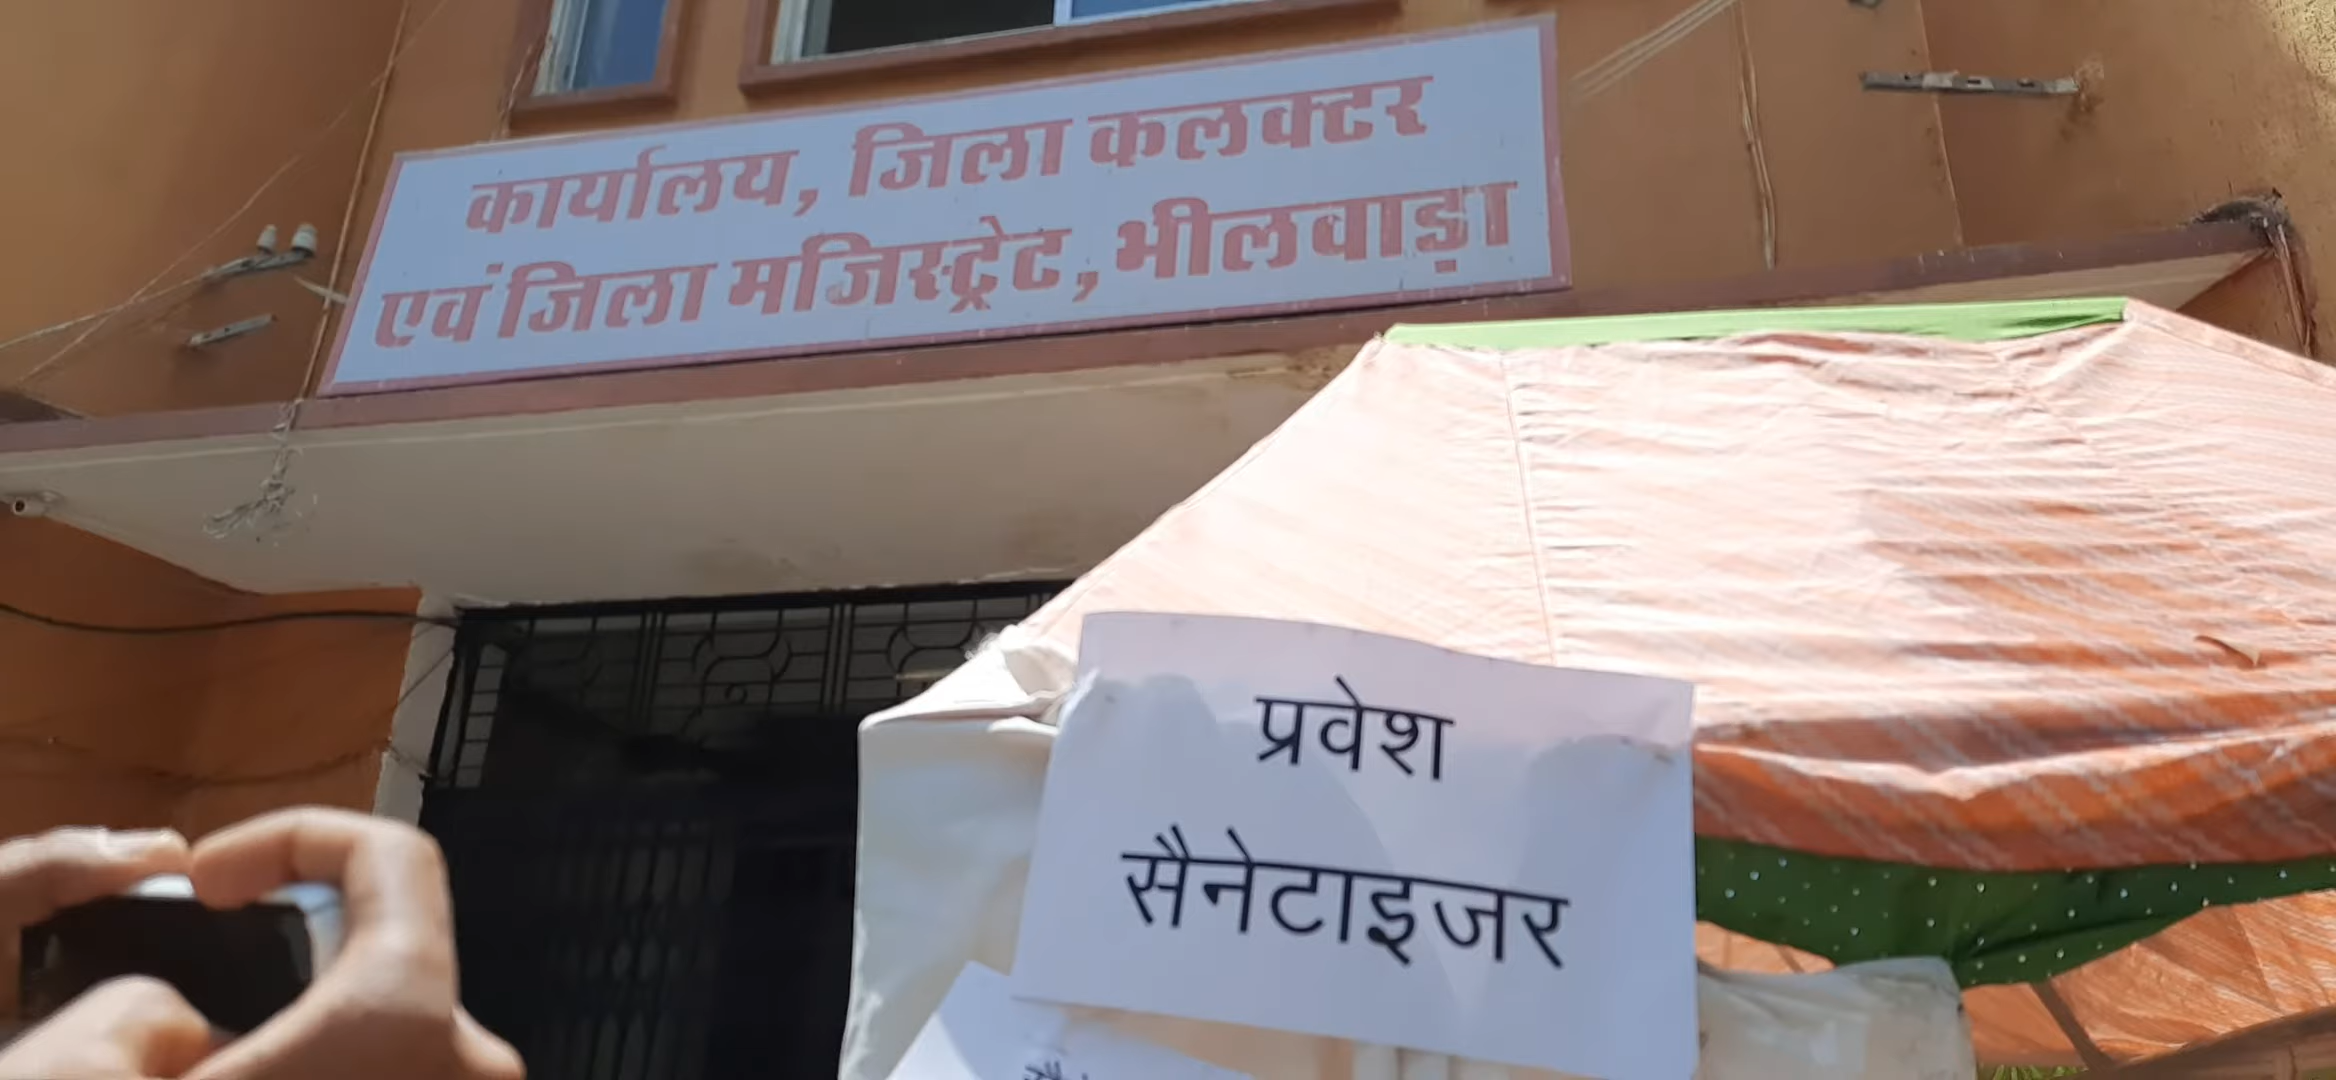 कार्यालय, जिला कलक्टर
एवं जिला मजिस्ट्रेट, भीलवाड़ा
प्रवेश
सैनेटाइजर